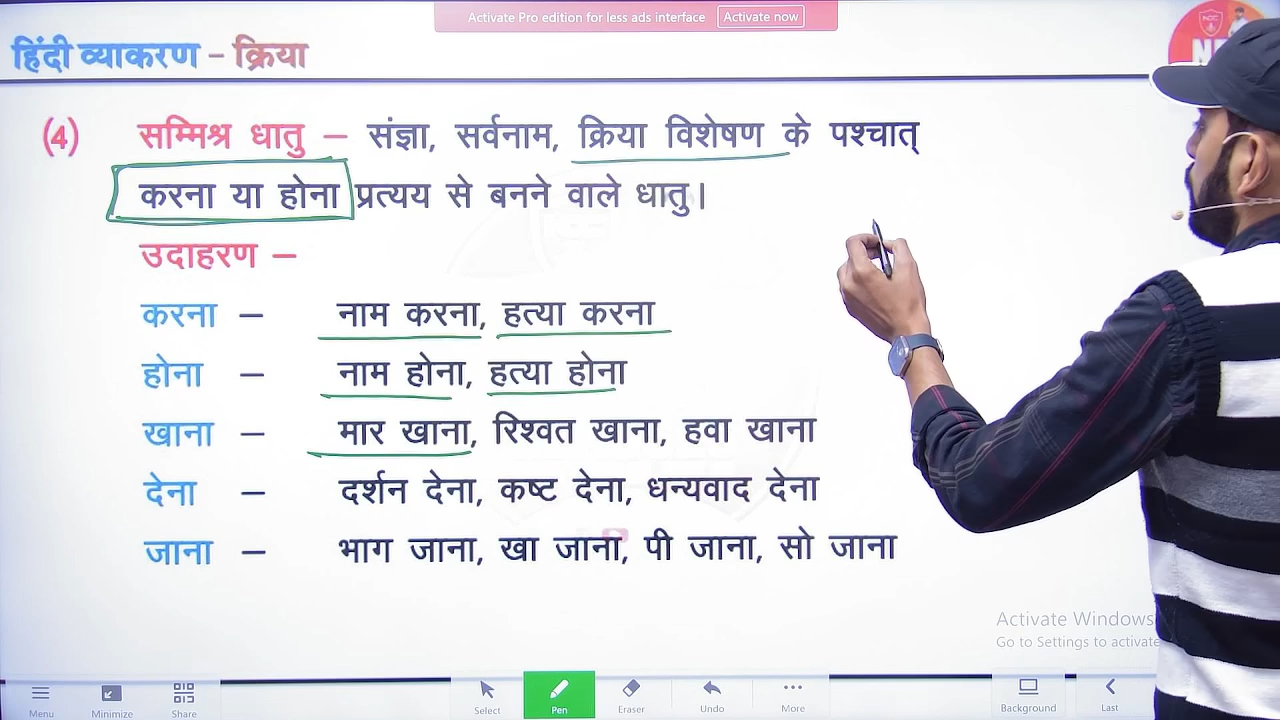 Activate Pro edition for less ads interface Activate now
हिंदी व्याकरण – क्रिया
(4) सम्मिश्र धातु – संज्ञा, सर्वनाम, क्रिया विशेषण के पश्चात्
करना या होना प्रत्यय से बनने वाले धातु।
उदाहरण –
करना – नाम करना, हत्या करना
होना – नाम होना, हत्या होना
खाना – मार खाना, रिश्वत खाना, हवा खाना
देना – दर्शन देना, कष्ट देना, धन्यवाद देना
जाना – भाग जाना, खा जाना, पी जाना, सो जाना
Activate Windows
Go to Settings to activate
Menu Minimize Share Select Pen Eraser Undo More Background Last